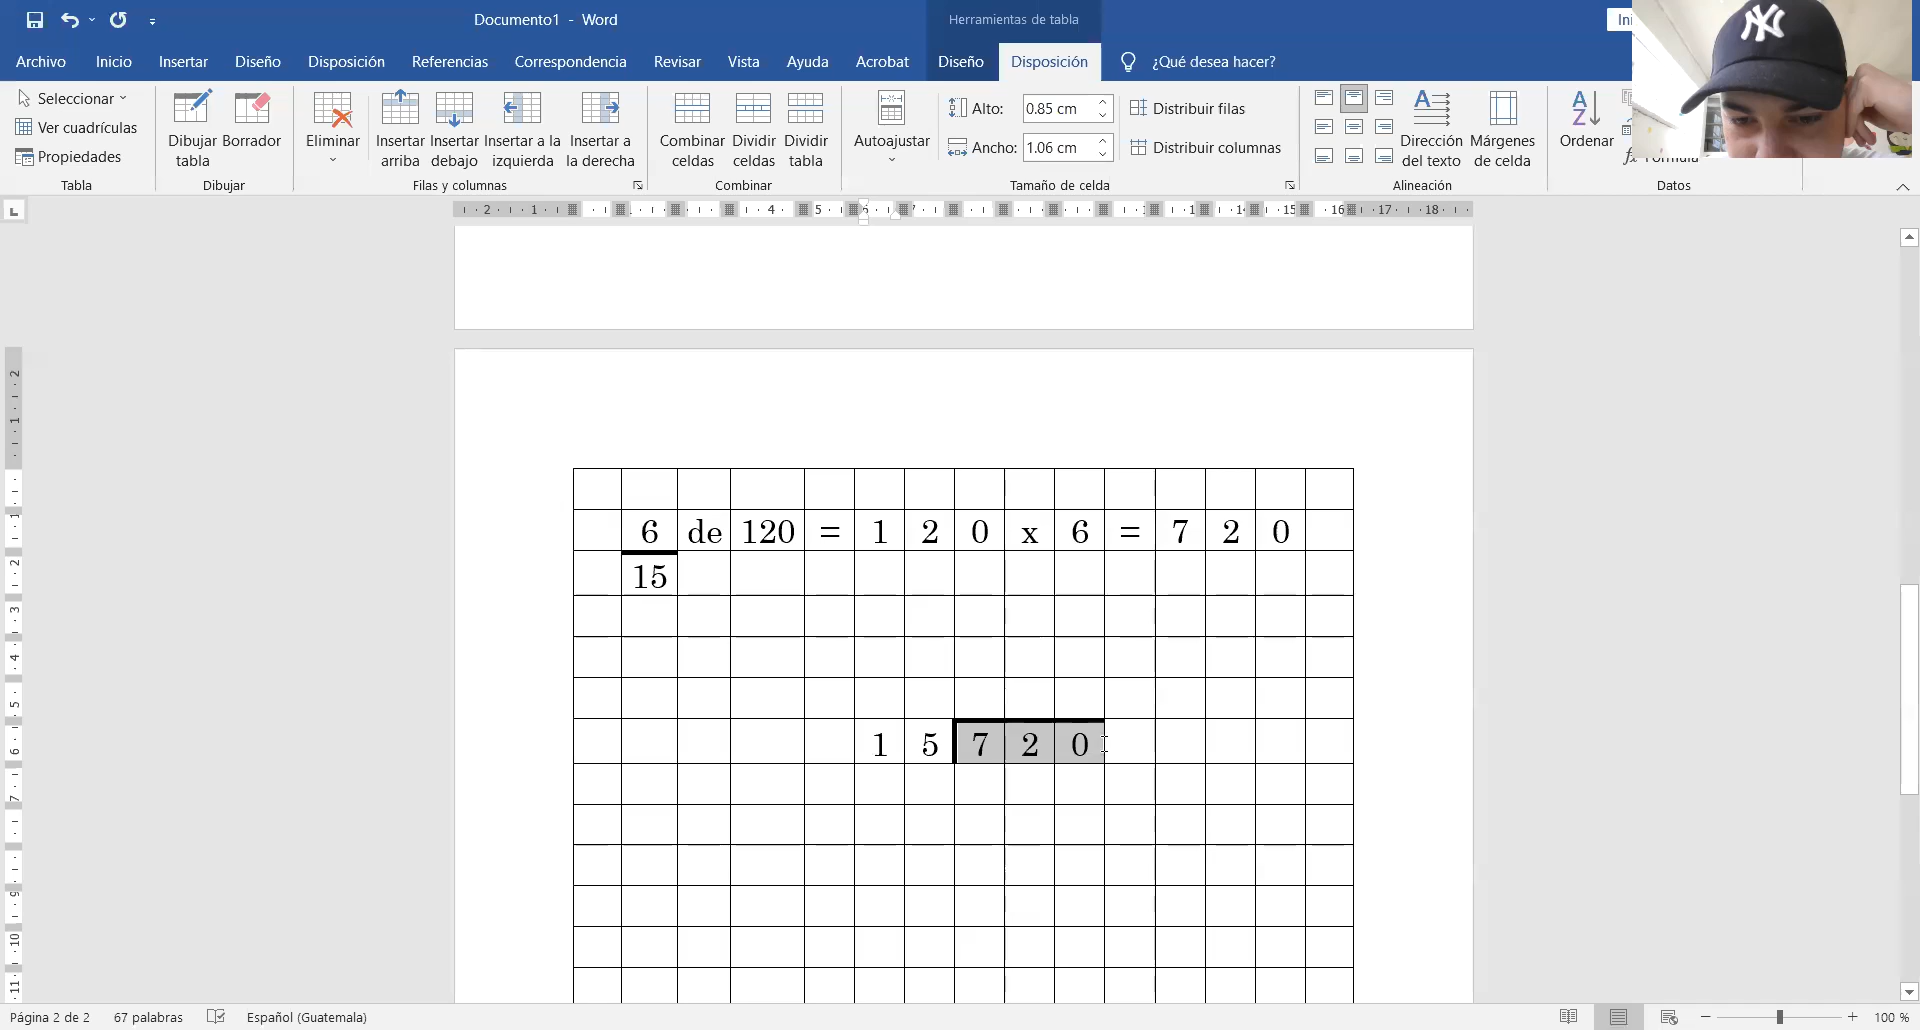 Documento1 - Word
Herramientas de tabla
Archivo Inicio Insertar Diseño Disposición Referencias Correspondencia Revisar Vista Ayuda Acrobat Diseño Disposición ¿Qué desea hacer?
Seleccionar
Ver cuadrículas
Propiedades
Tabla
Dibujar tabla
Borrador
Dibujar
Eliminar
Insertar arriba
Insertar debajo
Insertar a la izquierda
Insertar a la derecha
Filas y columnas
Combinar celdas
Dividir celdas
Dividir tabla
Combinar
Autoajustar
Alto: 0.85 cm
Ancho: 1.06 cm
Distribuir filas
Distribuir columnas
Tamaño de celda
Dirección del texto
Márgenes de celda
Alineación
Ordenar
Datos
NY
6 de 120 = 1 2 0 x 6 = 7 2 0
15
1 5 7 2 0
Página 2 de 2 67 palabras Español (Guatemala) 100 %